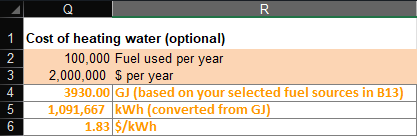 Q R
1 Cost of heating water (optional)
2 100,000 Fuel used per year
3 2,000,000 $ per year
4 3930.00 GJ (based on your selected fuel sources in B13)
5 1,091,667 kWh (converted from GJ)
6 1.83 $/kWh